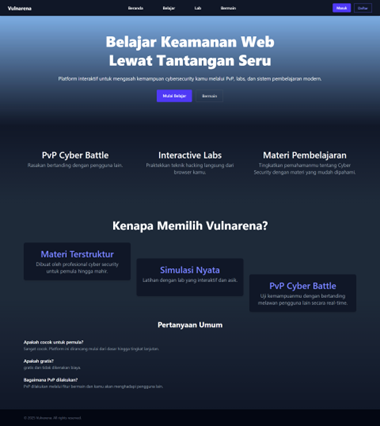 Vulnarena
Beranda
Belajar
Lab
Bermain
Masuk
Daftar
Belajar Keamanan Web
Lewat Tantangan Seru
Platform interaktif untuk mengasah kemampuan cybersecurity kamu melalui PvP, labs, dan sistem pembelajaran modern.
Mulai Belajar
Bermain
PvP Cyber Battle
Rasakan bertanding dengan pengguna lain.
Interactive Labs
Praktekkan teknik hacking langsung dari
browser kamu.
Materi Pembelajaran
Tingkatkan pemahamanmu tentang Cyber
Security dengan materi yang mudah dipahami.
Kenapa Memilih Vulnarena?
Materi Terstruktur
Dibuat oleh profesional cyber security
untuk pemula hingga mahir.
Simulasi Nyata
Latihan dengan lab yang interaktif dan asik.
PvP Cyber Battle
Uji kemampuanmu dengan bertanding
melawan pengguna lain secara real-time.
Pertanyaan Umum
Apakah cocok untuk pemula?
Sangat cocok. Platform ini dirancang mulai dari dasar hingga tingkat lanjutan.
Apakah gratis?
gratis dan tidak dikenakan biaya.
Bagaimana PvP dilakukan?
PvP dilakukan melalui fitur bermain dan kamu akan menghadapi pengguna lain.
© 2025 Vulnarena. All rights reserved.